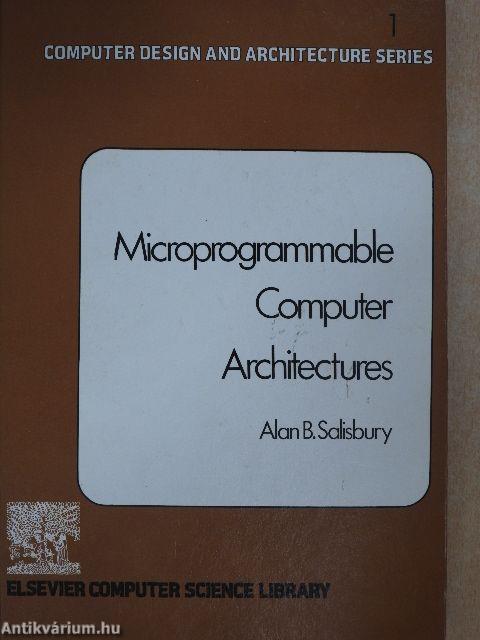 1
COMPUTER DESIGN AND ARCHITECTURE SERIES
Microprogrammable
Computer
Architectures
Alan B. Salisbury
ELSEVIER COMPUTER SCIENCE LIBRARY
Antikvárium.hu